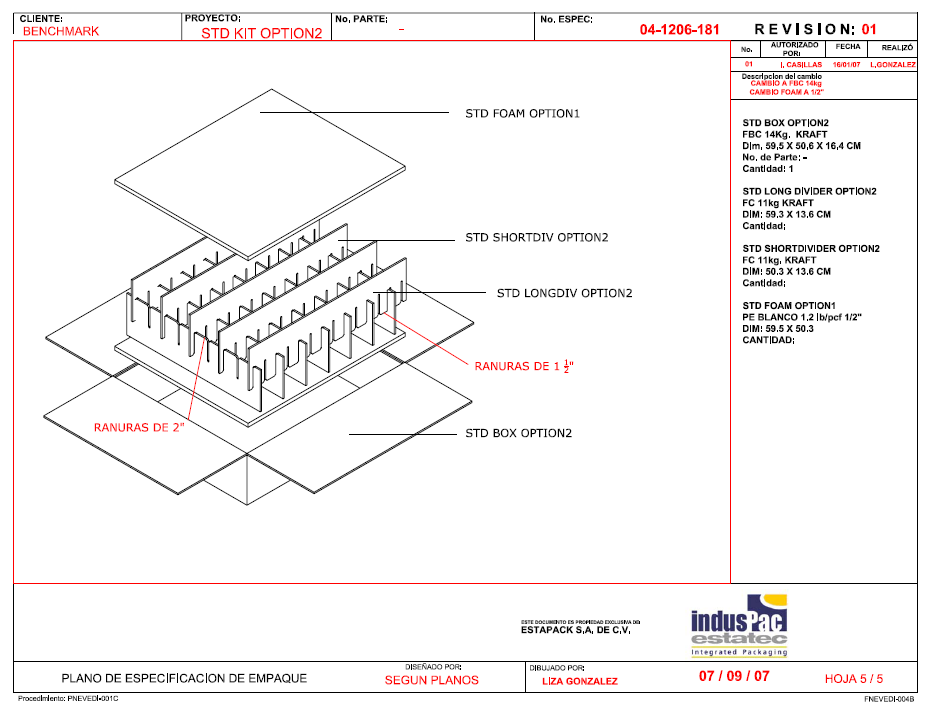 CLIENTE:
BENCHMARK
PROYECTO:
STD KIT OPTION2
No, PARTE:
–
No, ESPEC:
04-1206-181
REVISION: 01
No.
AUTORIZADO POR:
FECHA
REALIZÓ
01
I, CASILLAS
16/01/07
L,GONZALEZ
Descripcion del cambio
CAMBIO A FBC 14kg
CAMBIO FOAM A 1/2"
STD BOX OPTION2
FBC 14Kg. KRAFT
Dim, 59,5 X 50,6 X 16,4 CM
No. de Parte: –
Cantidad: 1
STD LONG DIVIDER OPTION2
FC 11kg KRAFT
DIM: 59.3 X 13.6 CM
Cantidad;
STD SHORTDIVIDER OPTION2
FC 11kg, KRAFT
DIM: 50.3 X 13.6 CM
Cantidad;
STD FOAM OPTION1
PE BLANCO 1,2 lb/pcf 1/2"
DIM: 59.5 X 50.3
CANTIDAD;
STD FOAM OPTION1
STD SHORTDIV OPTION2
STD LONGDIV OPTION2
RANURAS DE 1 ½"
RANURAS DE 2"
STD BOX OPTION2
ESTE DOCUMENTO ES PROPIEDAD EXCLUSIVA DE:
ESTAPACK S,A, DE C,V,
indusPac
estatec
Integrated Packaging
PLANO DE ESPECIFICACION DE EMPAQUE
DISEÑADO POR:
SEGUN PLANOS
DIBUJADO POR:
LIZA GONZALEZ
07 / 09 / 07
HOJA 5 / 5
Procedimiento: PNEVEDI-001C
FNEVEDI-004B